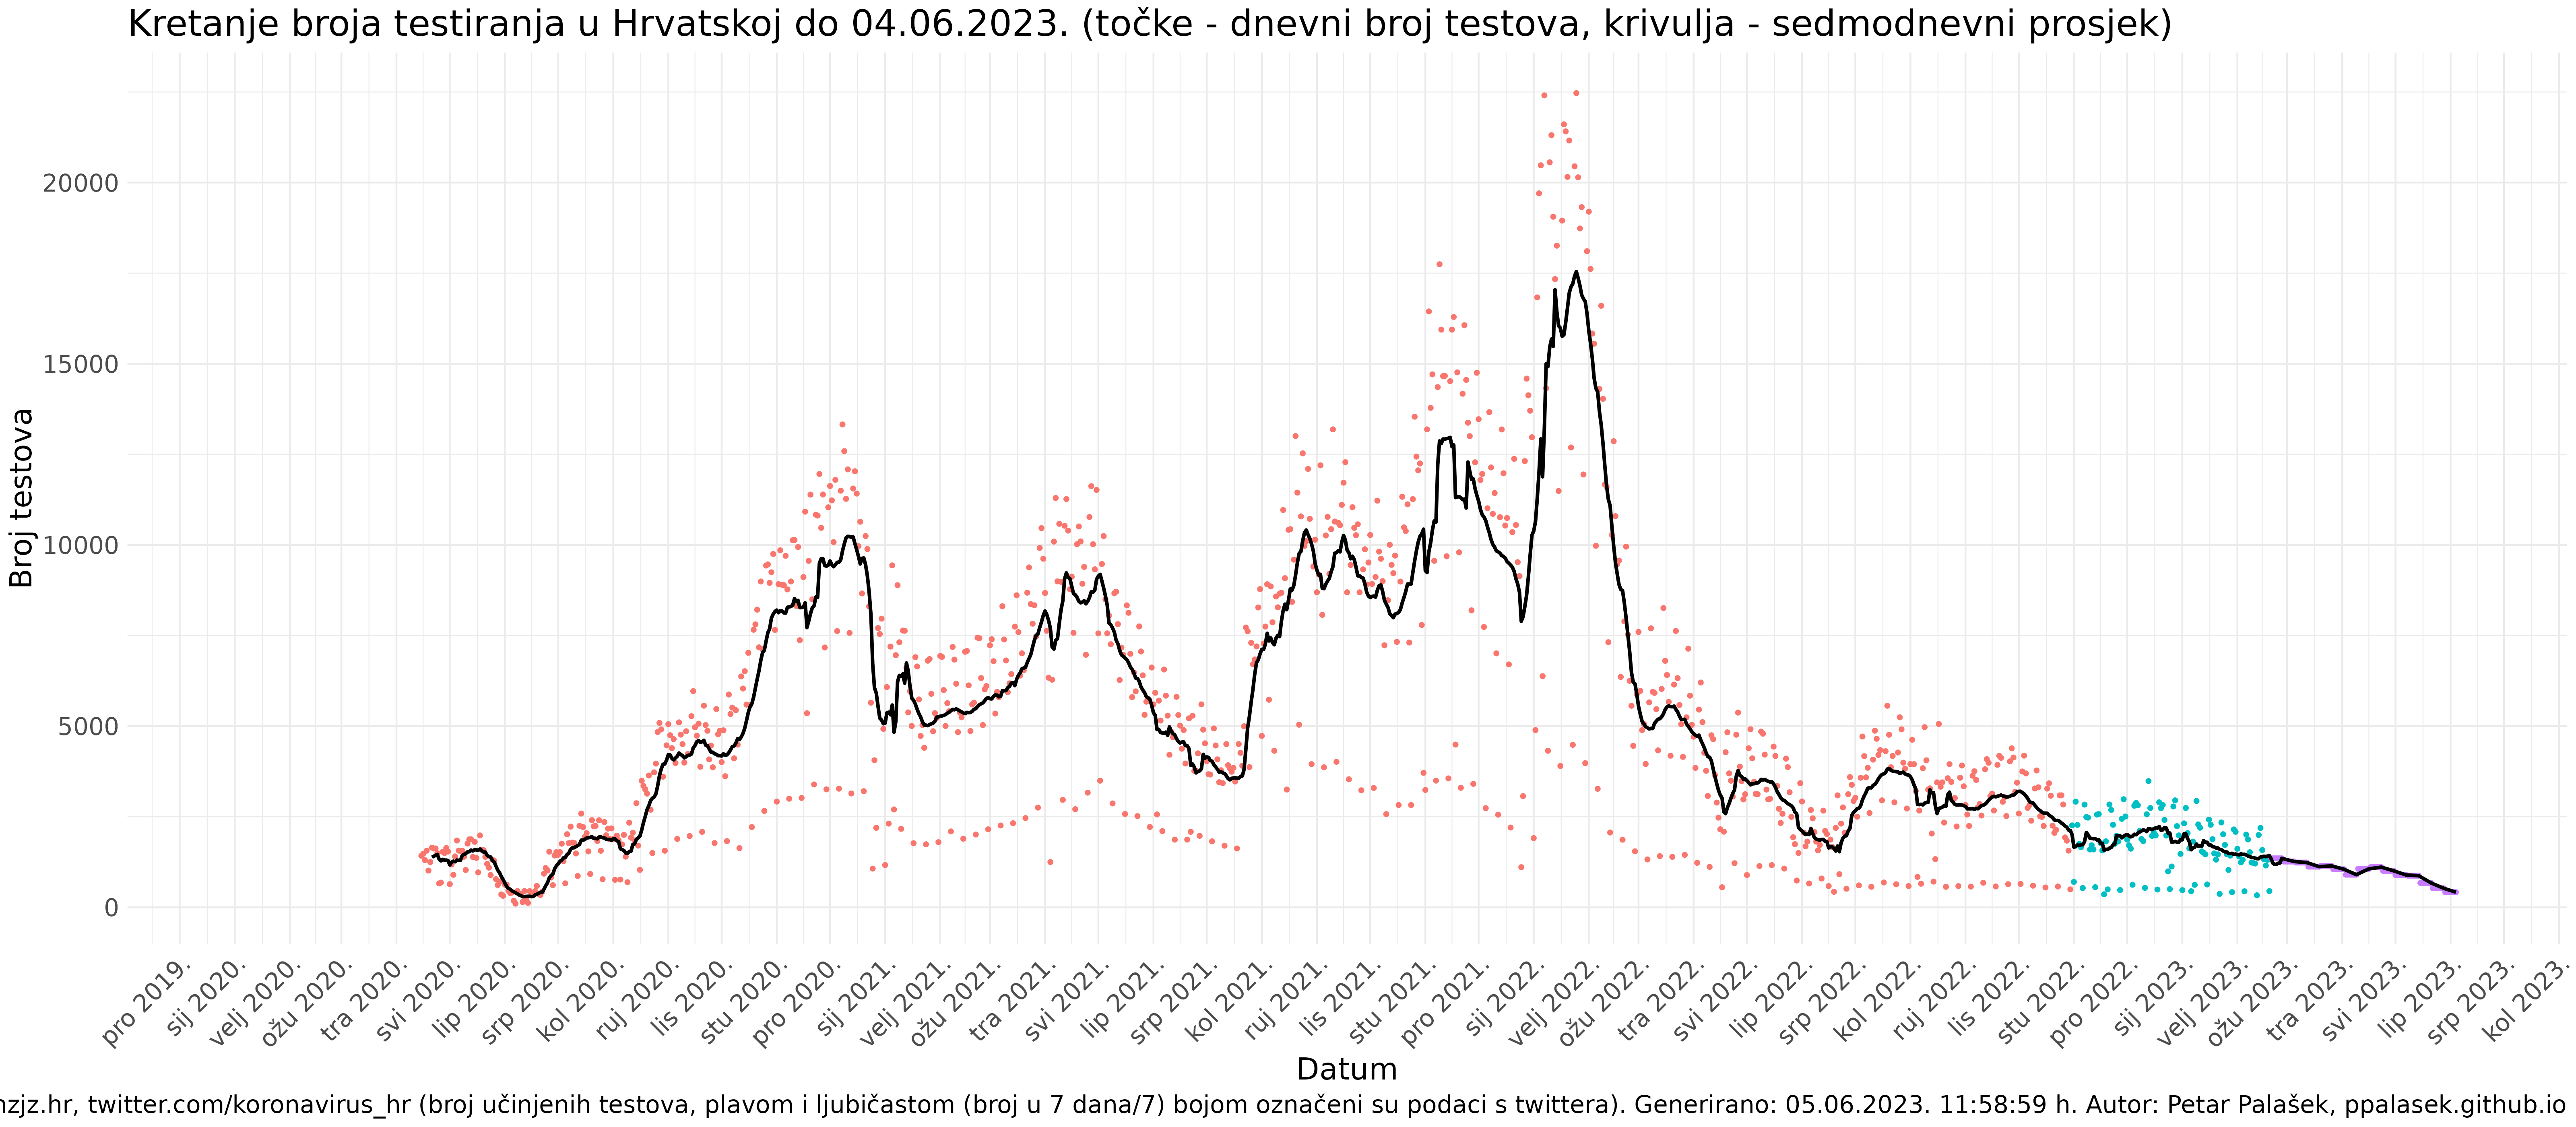 Kretanje broja testiranja u Hrvatskoj do 04.06.2023. (točke - dnevni broj testova, krivulja - sedmodnevni prosjek)
Broj testova
20000
15000
10000
5000
0
pro 2019.
sij 2020.
velj 2020.
ožu 2020.
tra 2020.
svi 2020.
lip 2020.
srp 2020.
kol 2020.
ruj 2020.
lis 2020.
stu 2020.
pro 2020.
sij 2021.
velj 2021.
ožu 2021.
tra 2021.
svi 2021.
lip 2021.
srp 2021.
kol 2021.
ruj 2021.
lis 2021.
stu 2021.
pro 2021.
sij 2022.
velj 2022.
ožu 2022.
tra 2022.
svi 2022.
lip 2022.
srp 2022.
kol 2022.
ruj 2022.
lis 2022.
stu 2022.
pro 2022.
sij 2023.
velj 2023.
ožu 2023.
tra 2023.
svi 2023.
lip 2023.
srp 2023.
kol 2023.
Datum
nzjz.hr, twitter.com/koronavirus_hr (broj učinjenih testova, plavom i ljubičastom (broj u 7 dana/7) bojom označeni su podaci s twittera). Generirano: 05.06.2023. 11:58:59 h. Autor: Petar Palašek, ppalasek.github.io